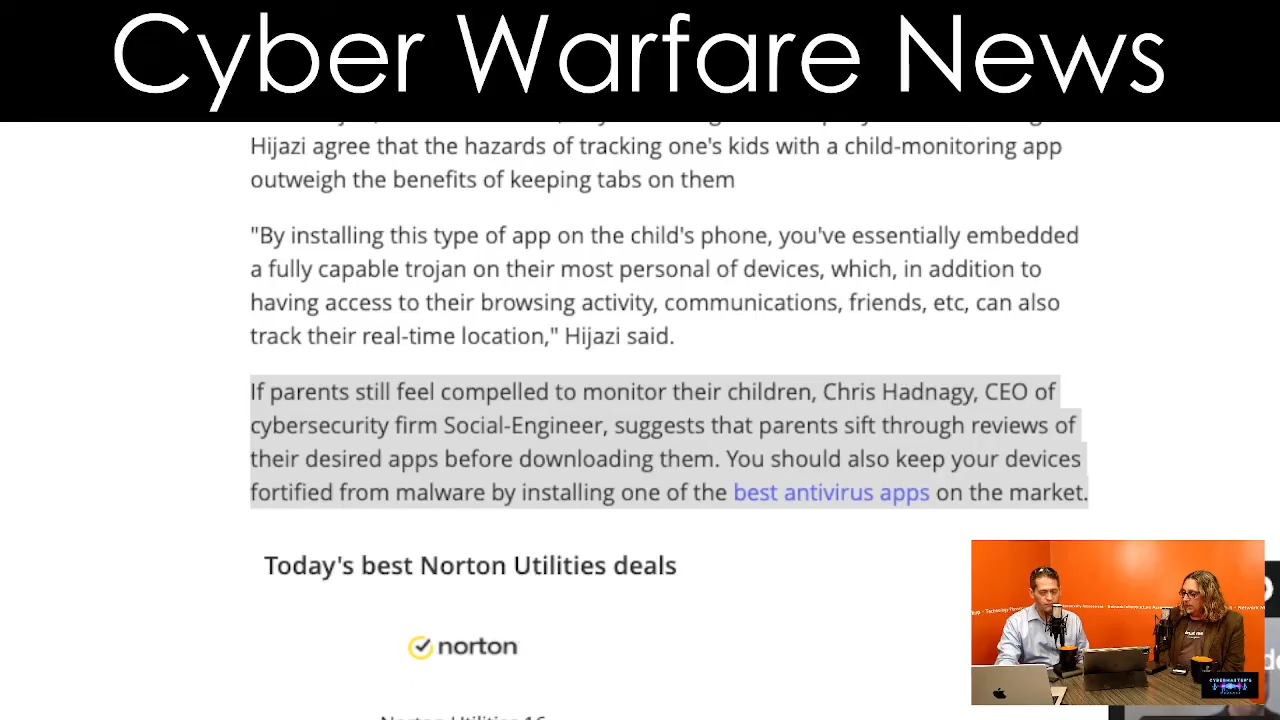 Cyber Warfare News
Hijazi agree that the hazards of tracking one's kids with a child-monitoring app
outweigh the benefits of keeping tabs on them
"By installing this type of app on the child's phone, you've essentially embedded
a fully capable trojan on their most personal of devices, which, in addition to
having access to their browsing activity, communications, friends, etc, can also
track their real-time location," Hijazi said.
If parents still feel compelled to monitor their children, Chris Hadnagy, CEO of
cybersecurity firm Social-Engineer, suggests that parents sift through reviews of
their desired apps before downloading them. You should also keep your devices
fortified from malware by installing one of the best antivirus apps on the market.
Today's best Norton Utilities deals
norton
Norton Utilities 16
CYBERMASTER'S